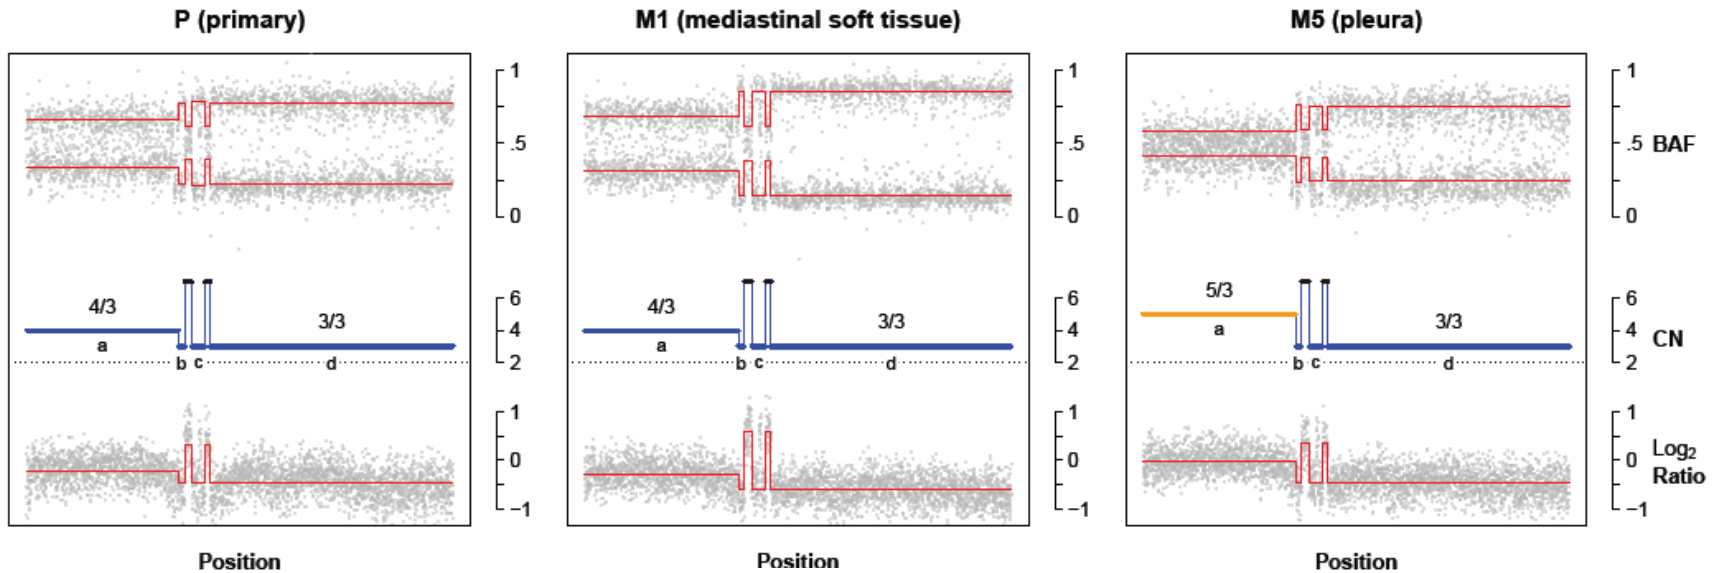 P (primary)
M1 (mediastinal soft tissue)
M5 (pleura)
1
.5
0
1
.5
0
1
.5 BAF
0
4/3
3/3
a
b
c
d
6
4
2
4/3
3/3
a
b
c
d
6
4
2
5/3
3/3
a
b
c
d
6
4 CN
2
1
0
−1
1
0
−1
1
0
−1
Log2
Ratio
Position
Position
Position